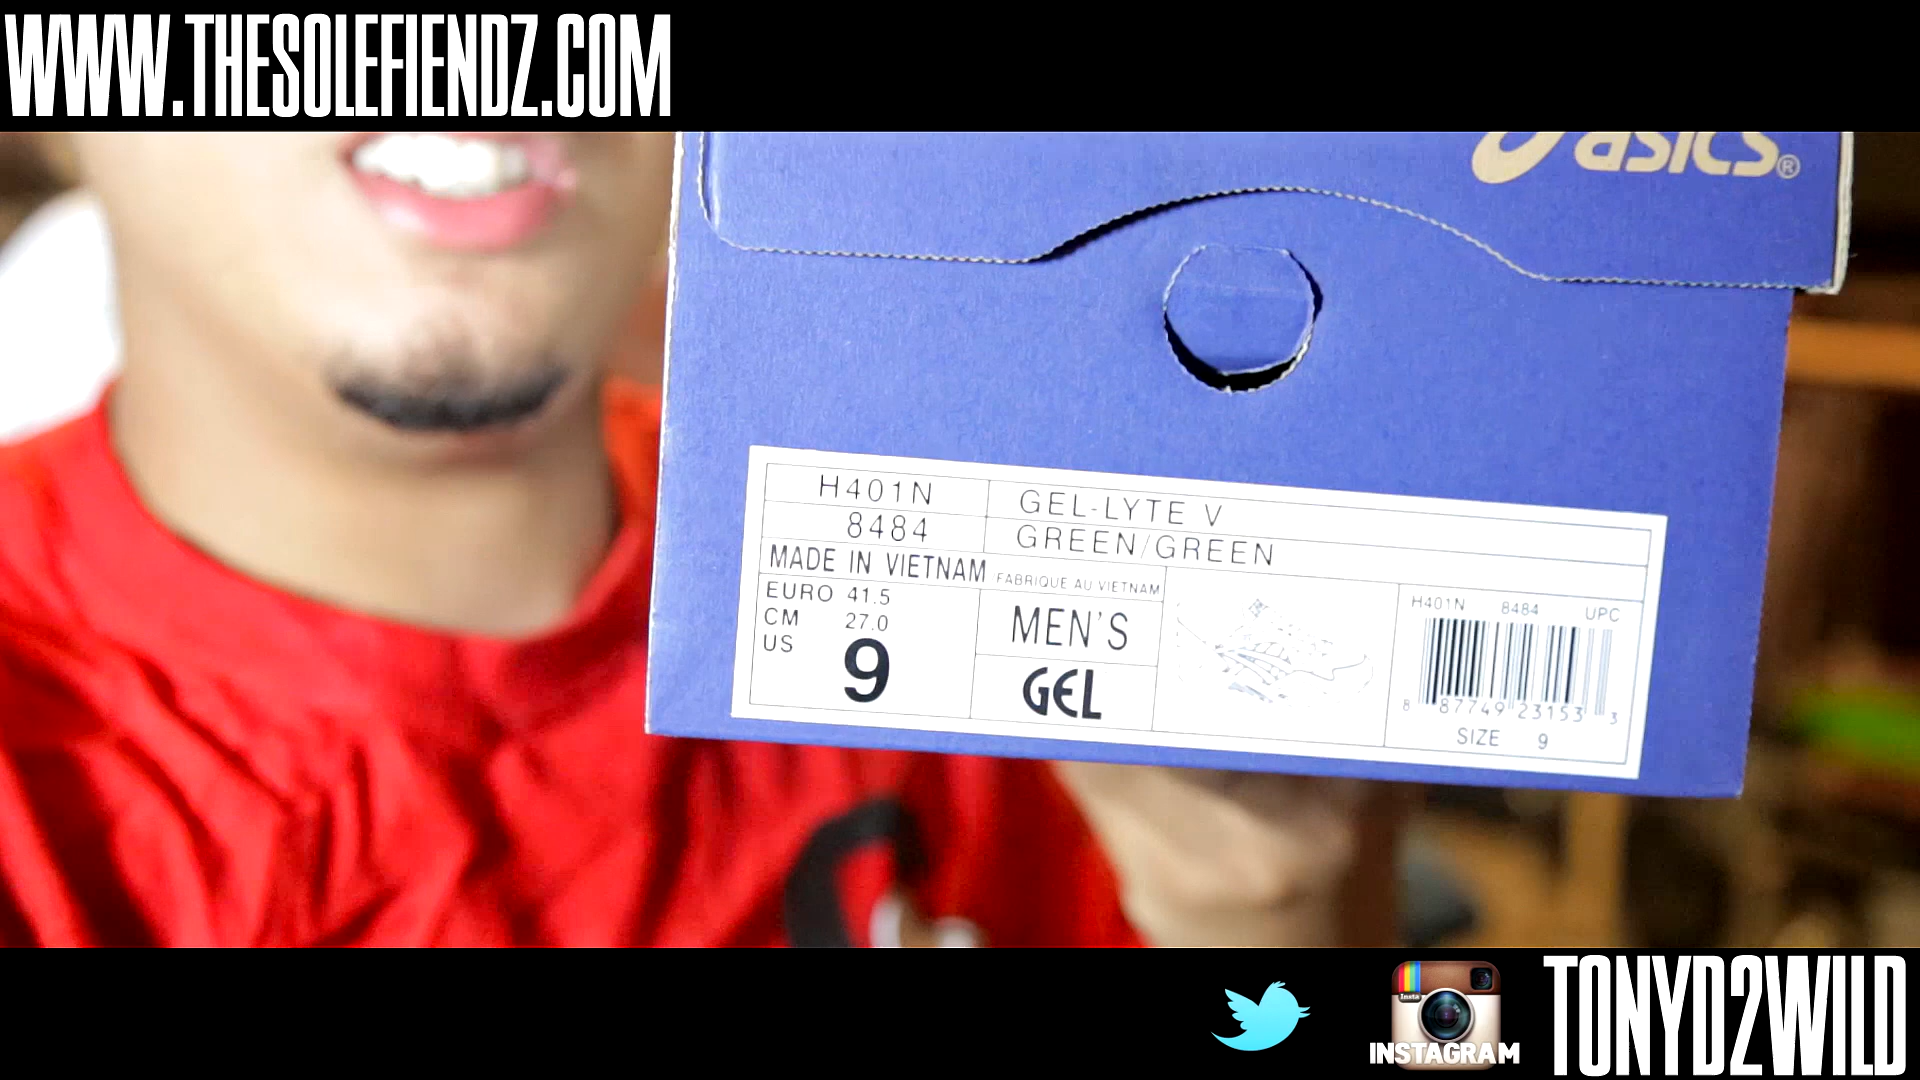 WWW.THESOLEFIENDZ.COM
asics®
H401N GEL-LYTE V
8484 GREEN/GREEN
MADE IN VIETNAM FABRIQUE AU VIETNAM
EURO 41.5
CM 27.0
US 9
MEN'S
GEL
H401N 8484 UPC
8 87749 23153 3
SIZE 9
Insta
INSTAGRAM
TONYD2WILD